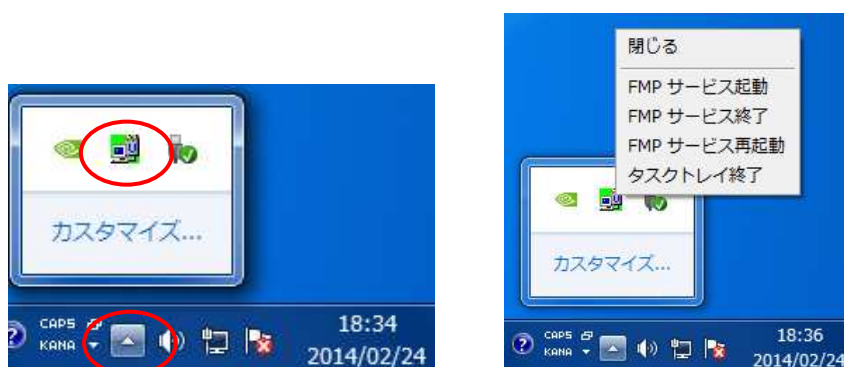 カスタマイズ...
CAPS
KANA
18:34
2014/02/24
閉じる
FMP サービス起動
FMP サービス終了
FMP サービス再起動
タスクトレイ終了
カスタマイズ...
CAPS
KANA
18:36
2014/02/24